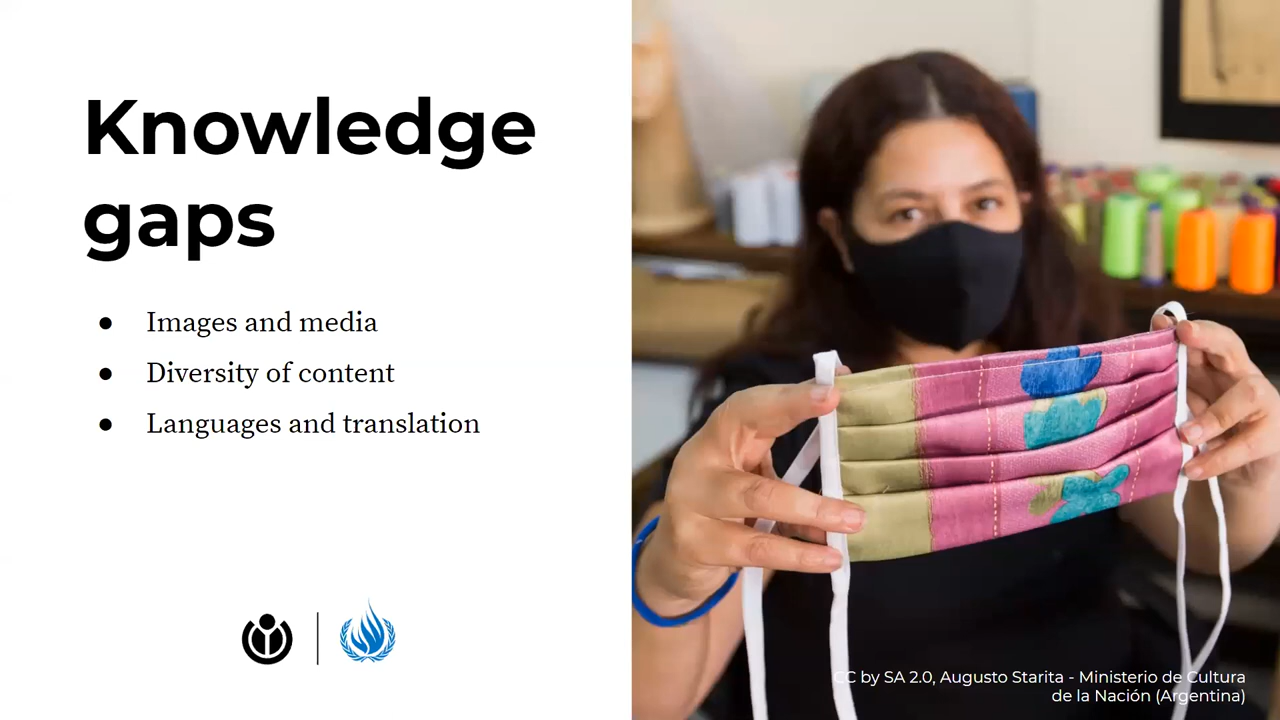 Knowledge
gaps
● Images and media
● Diversity of content
● Languages and translation
CC by SA 2.0, Augusto Starita - Ministerio de Cultura
de la Nación (Argentina)